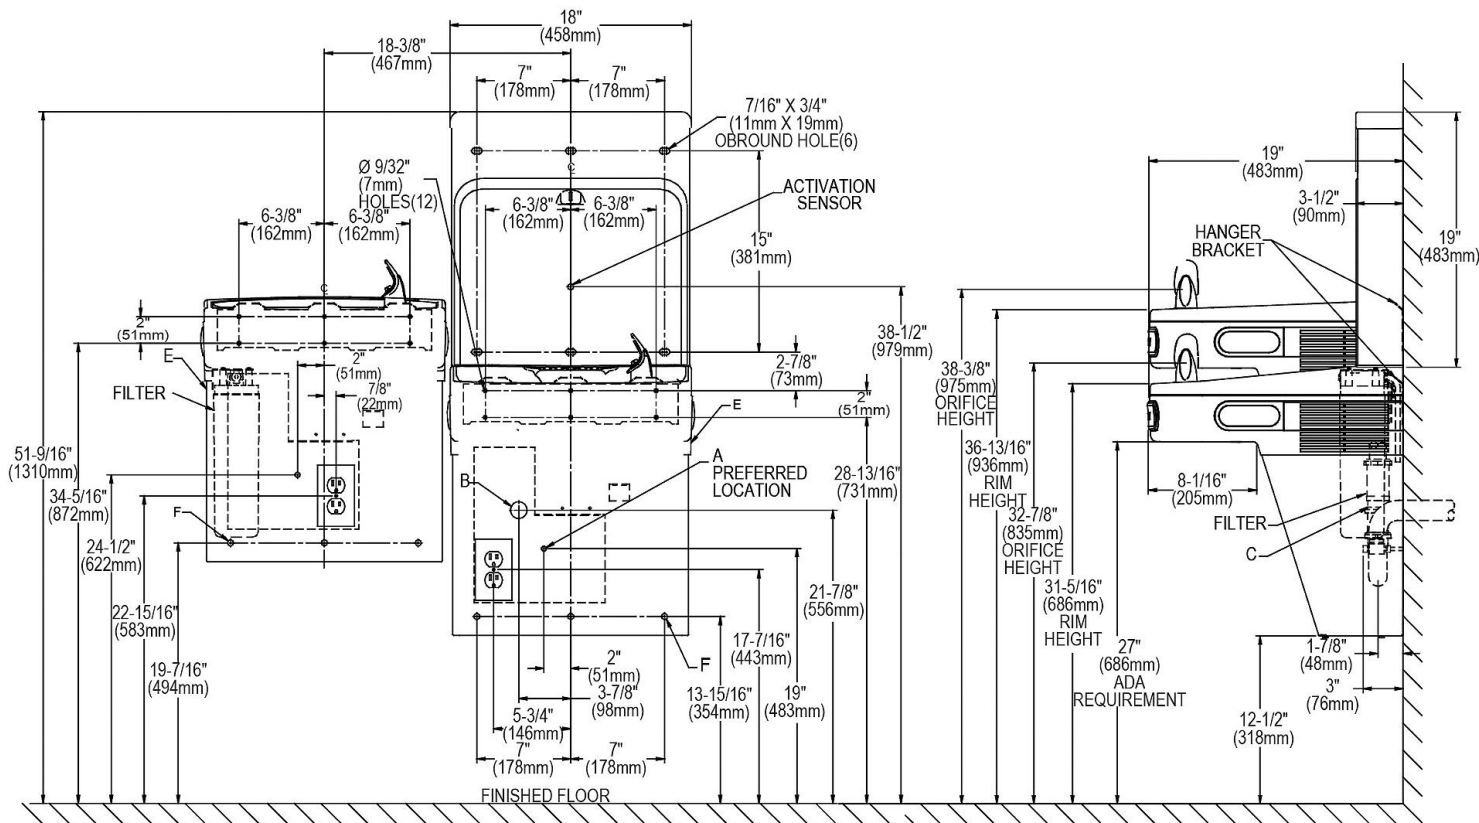 18"
(458mm)
18-3/8"
(467mm)
7"
(178mm)
7"
(178mm)
7/16" X 3/4"
(11mm X 19mm)
OBROUND HOLE(6)
Ø 9/32"
(7mm)
HOLES(12)
ACTIVATION
SENSOR
6-3/8"
(162mm)
6-3/8"
(162mm)
6-3/8"
(162mm)
6-3/8"
(162mm)
15"
(381mm)
2"
(51mm)
E
FILTER
2"
(51mm)
7/8"
(22mm)
38-1/2"
(979mm)
2-7/8"
(73mm)
2"
(51mm)
E
51-9/16"
(1310mm)
34-5/16"
(872mm)
24-1/2"
(622mm)
22-15/16"
(583mm)
19-7/16"
(494mm)
F
B
A
PREFERRED
LOCATION
28-13/16"
(731mm)
21-7/8"
(556mm)
17-7/16"
(443mm)
F
2"
(51mm)
3-7/8"
(98mm)
5-3/4"
(146mm)
7"
(178mm)
7"
(178mm)
13-15/16"
(354mm)
19"
(483mm)
FINISHED FLOOR
19"
(483mm)
3-1/2"
(90mm)
HANGER
BRACKET
19"
(483mm)
38-3/8"
(975mm)
ORIFICE
HEIGHT
36-13/16"
(936mm)
RIM
HEIGHT
32-7/8"
(835mm)
ORIFICE
HEIGHT
31-5/16"
(686mm)
RIM
HEIGHT
27"
(686mm)
ADA
REQUIREMENT
8-1/16"
(205mm)
FILTER
C
1-7/8"
(48mm)
3"
(76mm)
12-1/2"
(318mm)